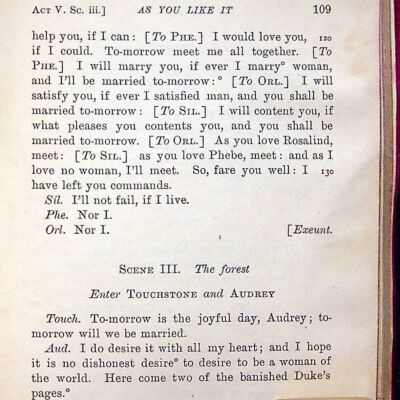 ACT V. SC. iii.] AS YOU LIKE IT 109
help you, if I can: [To PHE.] I would love you, 120
if I could. To-morrow meet me all together. [To
PHE.] I will marry you, if ever I marry° woman,
and I'll be married to-morrow:° [To ORL.] I will
satisfy you, if ever I satisfied man, and you shall
be married to-morrow: [To SIL.] I will content you, if
what pleases you contents you, and you shall be
married to-morrow. [To ORL.] As you love Rosalind,
meet: [To SIL.] as you love Phebe, meet: and as I
love no woman, I'll meet. So, fare you well: I 130
have left you commands.
Sil. I'll not fail, if I live.
Phe. Nor I.
Orl. Nor I. [Exeunt.
SCENE III. The forest
Enter TOUCHSTONE and AUDREY
Touch. To-morrow is the joyful day, Audrey; to-
morrow will we be married.
Aud. I do desire it with all my heart; and I hope
it is no dishonest desire° to desire to be a woman of
the world. Here come two of the banished Duke's
pages.°